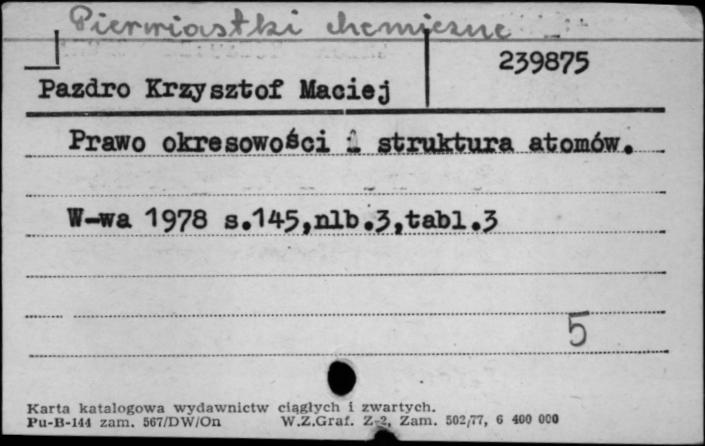 Pierwiastki chemiczne
239875
Pazdro Krzysztof Maciej
Prawo okresowości i struktura atomów.
W-wa 1978 s.145,nlb.3,tabl.3
5
Karta katalogowa wydawnictw ciągłych i zwartych.
Pu-B-144 zam. 567/DW/On W.Z.Graf. Z-2, Zam. 502/77, 6 400 000